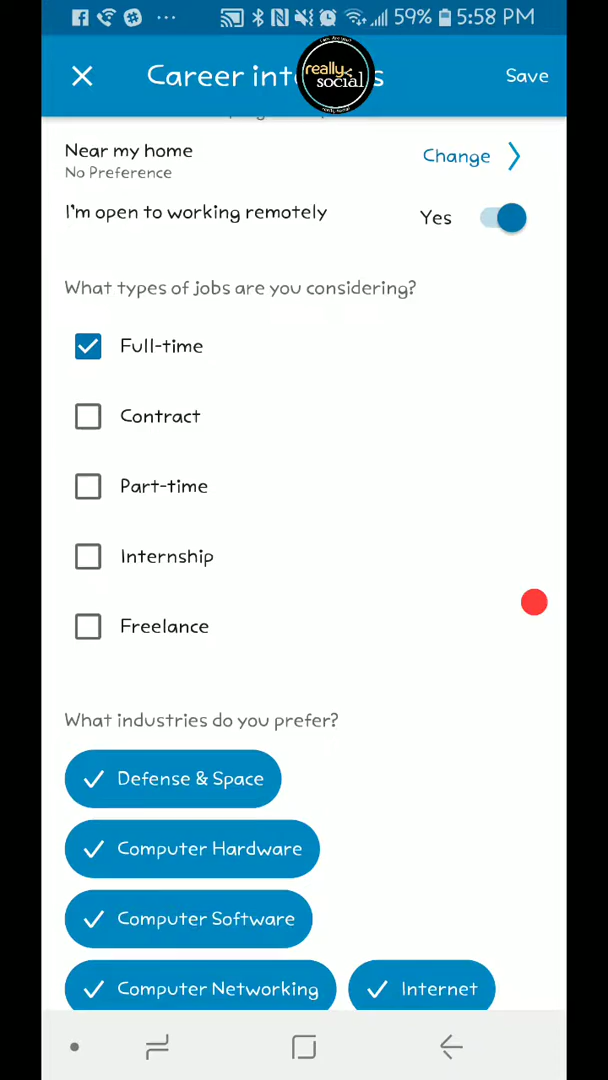 59% 5:58 PM
Career int s
really
social
Save
Near my home
No Preference
Change
I'm open to working remotely
Yes
What types of jobs are you considering?
Full-time
Contract
Part-time
Internship
Freelance
What industries do you prefer?
Defense & Space
Computer Hardware
Computer Software
Computer Networking
Internet